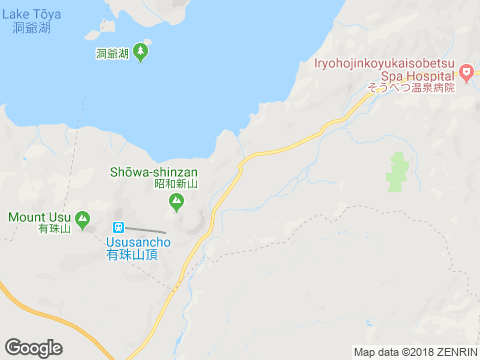 Lake Tōya
洞爺湖
洞爺湖
Iryohojinkoyukaisobetsu
Spa Hospital
そうべつ温泉病院
Shōwa-shinzan
昭和新山
Mount Usu
有珠山
Ususancho
有珠山頂
Google
Map data ©2018 ZENRIN